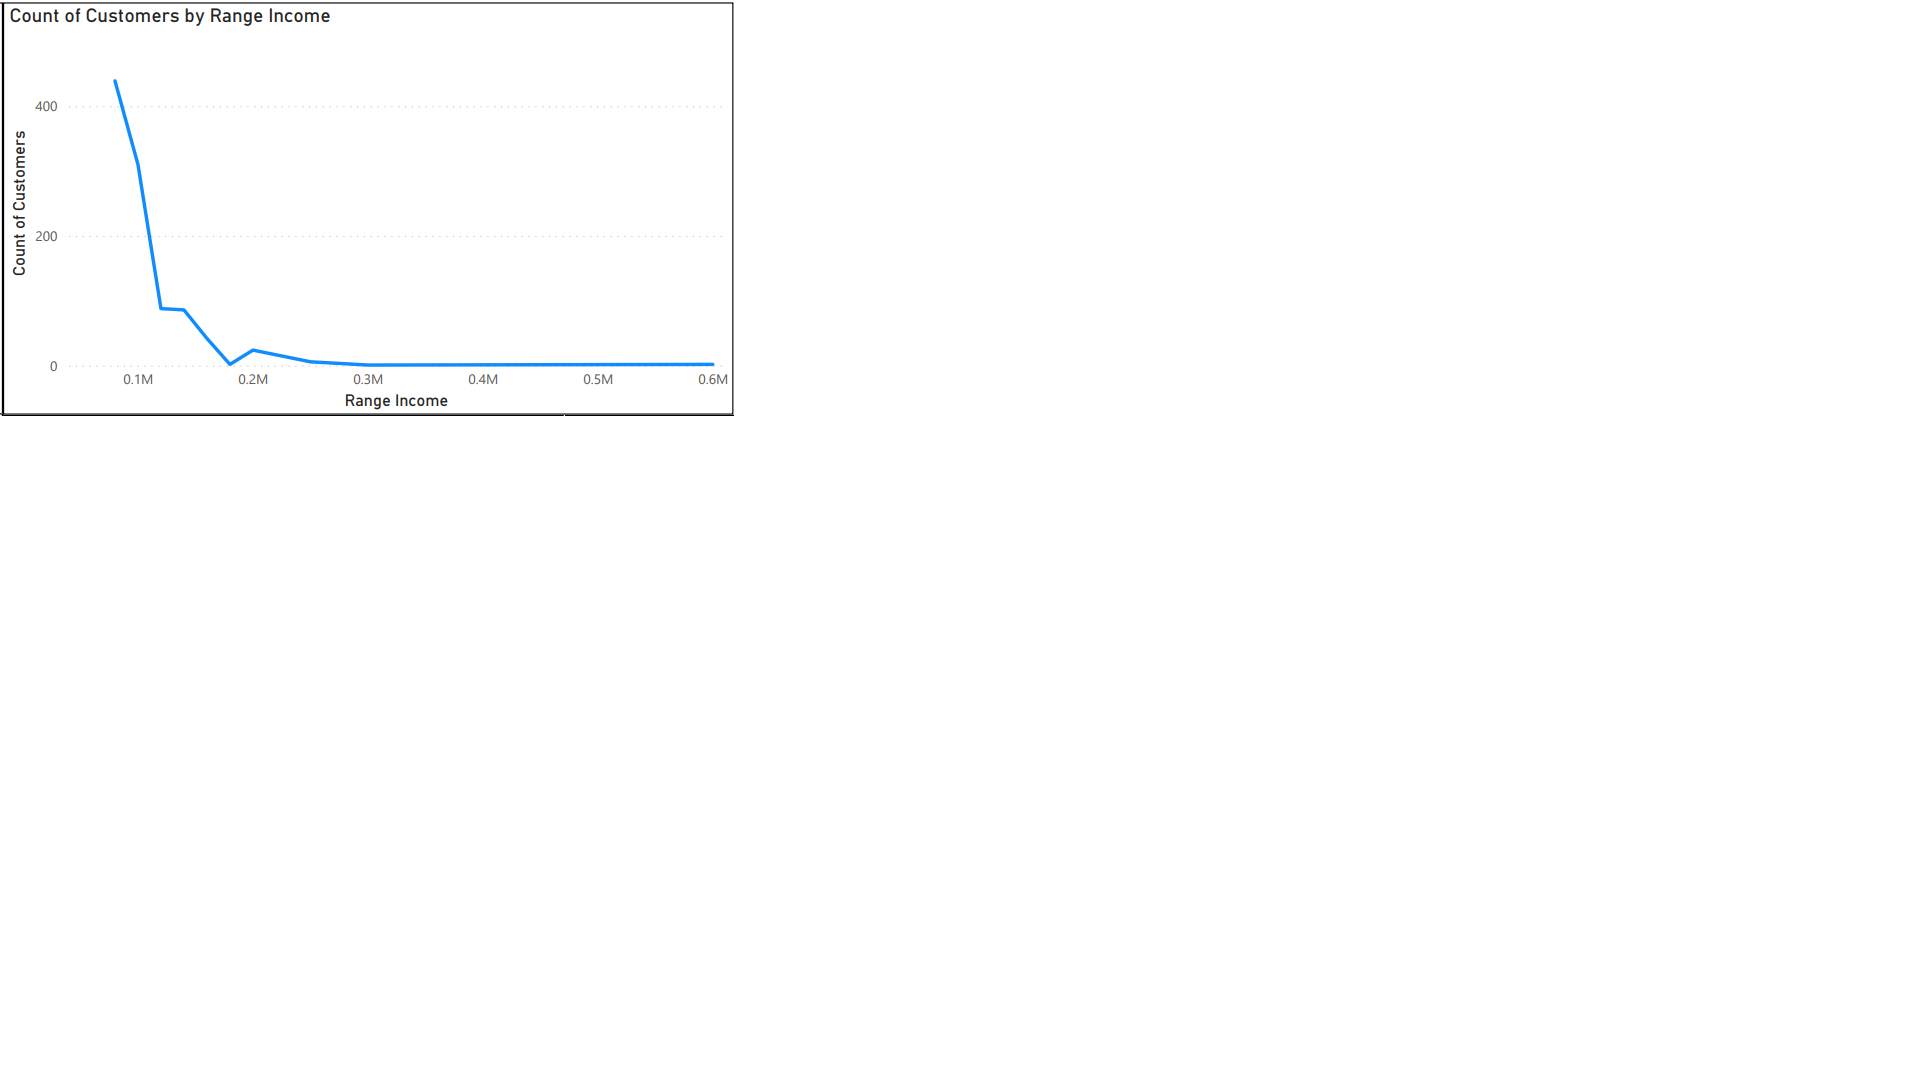 Count of Customers by Range Income
400
200
0
Count of Customers
0.1M 0.2M 0.3M 0.4M 0.5M 0.6M
Range Income